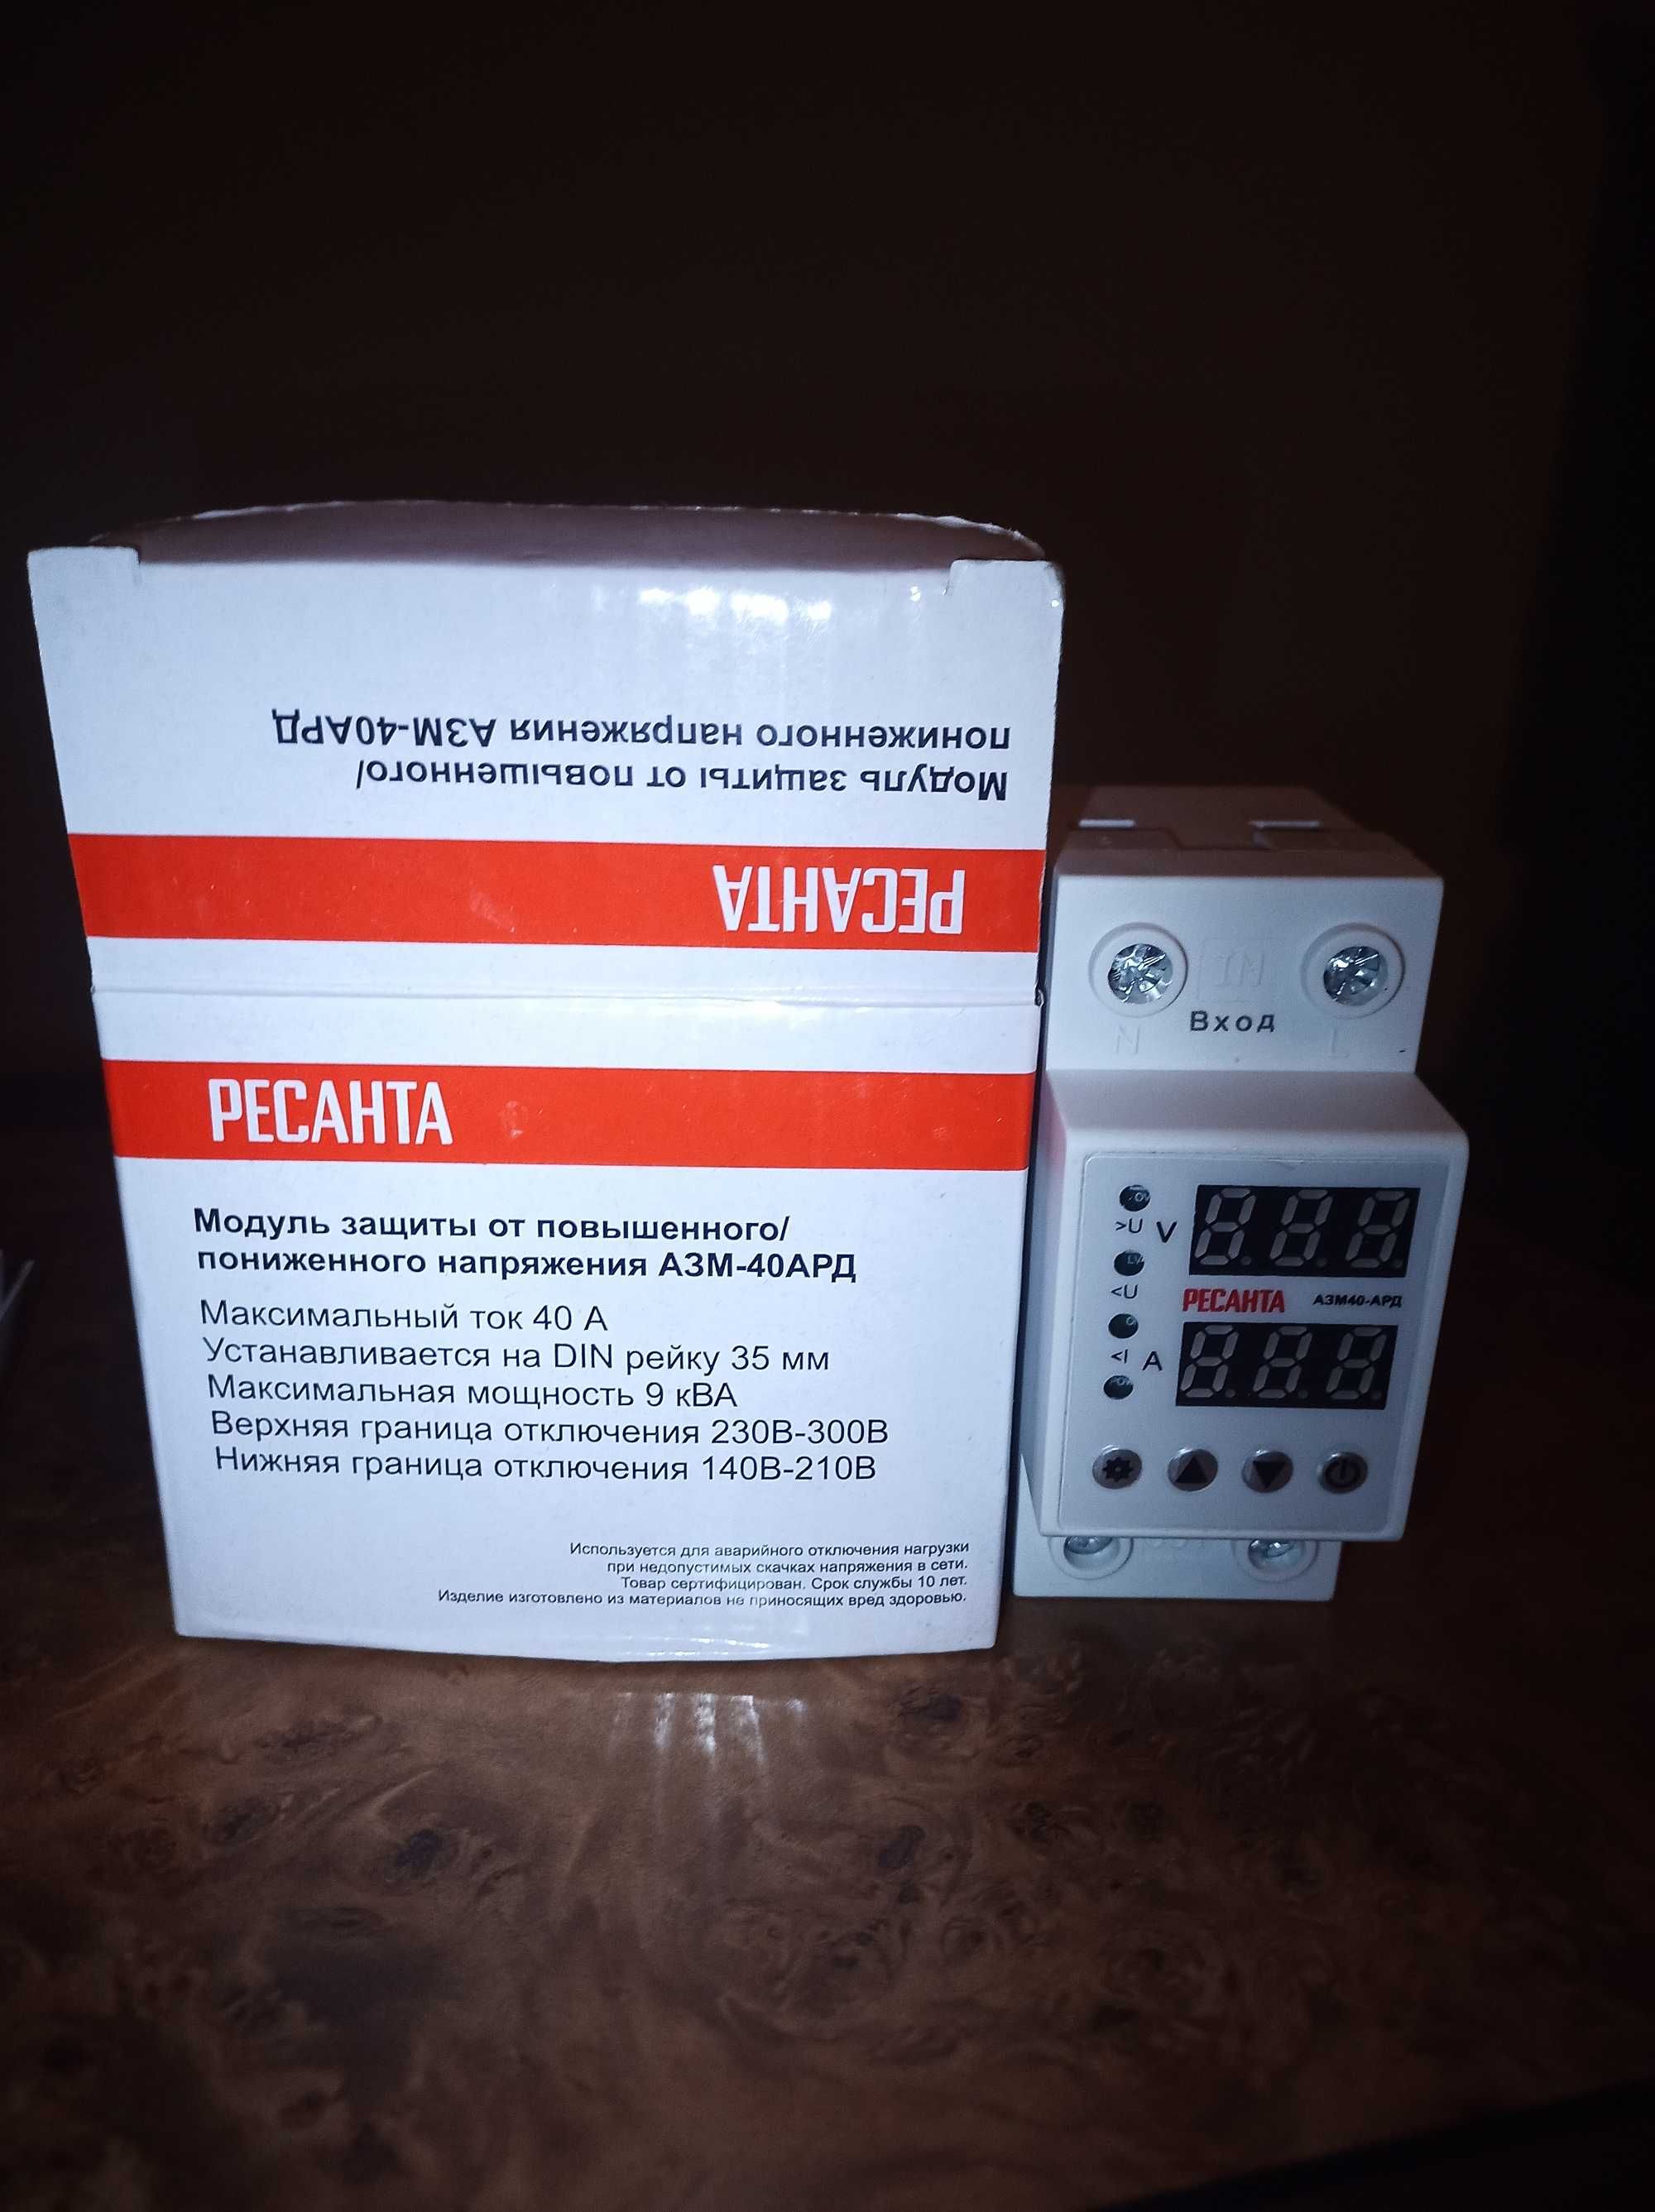 Модуль защиты от повышенного/
пониженного напряжения АЗМ-40АРД
РЕСАНТА
РЕСАНТА
Модуль защиты от повышенного/
пониженного напряжения АЗМ-40АРД
Максимальный ток 40 А
Устанавливается на DIN рейку 35 мм
Максимальная мощность 9 кВА
Верхняя граница отключения 230В-300В
Нижняя граница отключения 140В-210В
Используется для аварийного отключения нагрузки
при недопустимых скачках напряжения в сети.
Товар сертифицирован. Срок службы 10 лет.
Изделие изготовлено из материалов не приносящих вред здоровью.
IN
Вход
N L
>U V
<U
РЕСАНТА АЗМ40-АРД
<I A